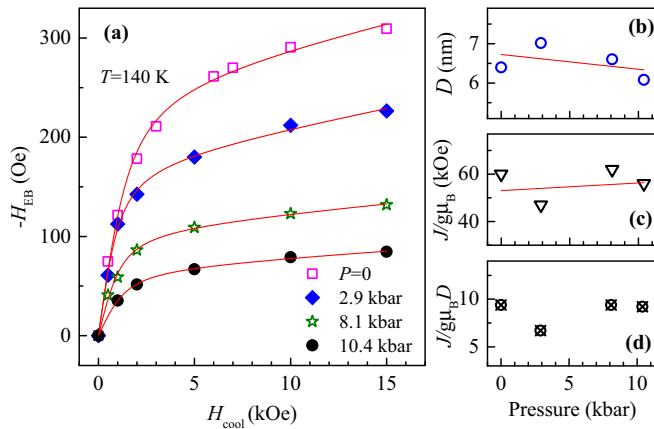 (a)
T=140 K
-H_EB (Oe)
-300
-200
-100
0
P=0
2.9 kbar
8.1 kbar
10.4 kbar
0
5
10
15
H_cool (kOe)
(b)
D (nm)
7
6
(c)
J/gμ_B (kOe)
60
40
(d)
J/gμ_B D
10
5
0
5
10
Pressure (kbar)